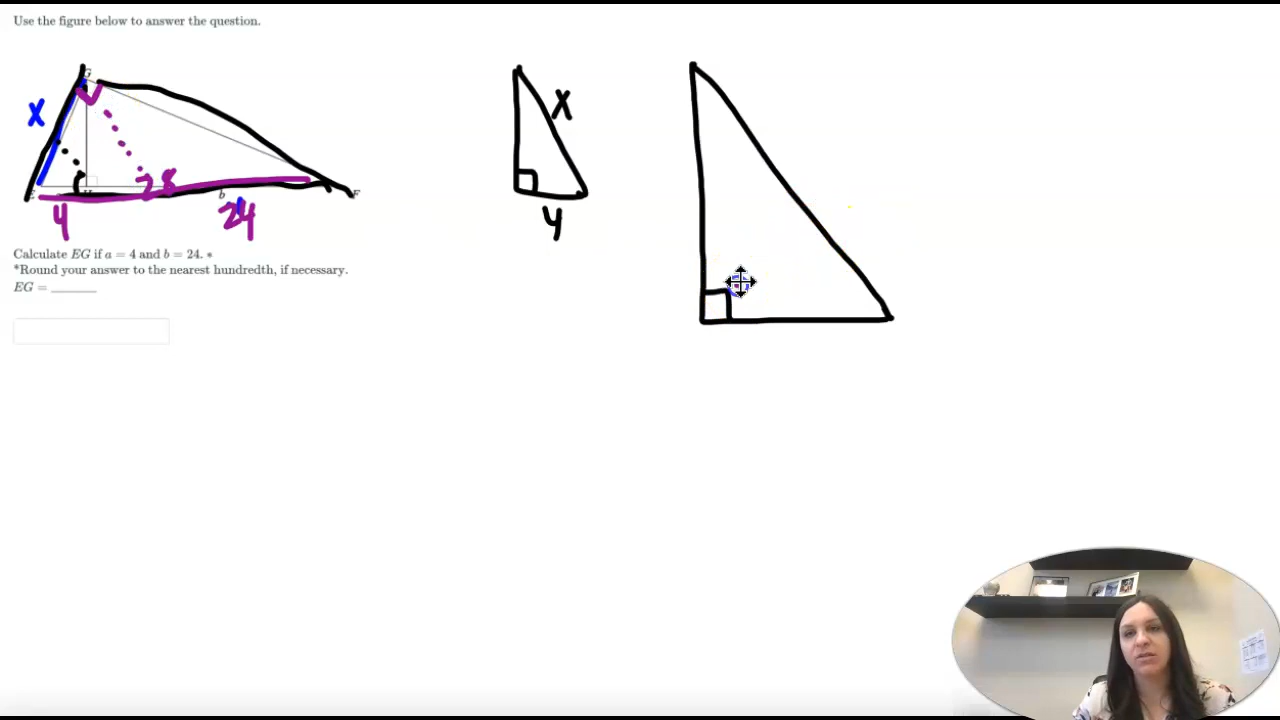 Use the figure below to answer the question.
G
X
X
E
H
28
b
F
4
24
4
Calculate EG if a = 4 and b = 24. *
*Round your answer to the nearest hundredth, if necessary.
EG = ______